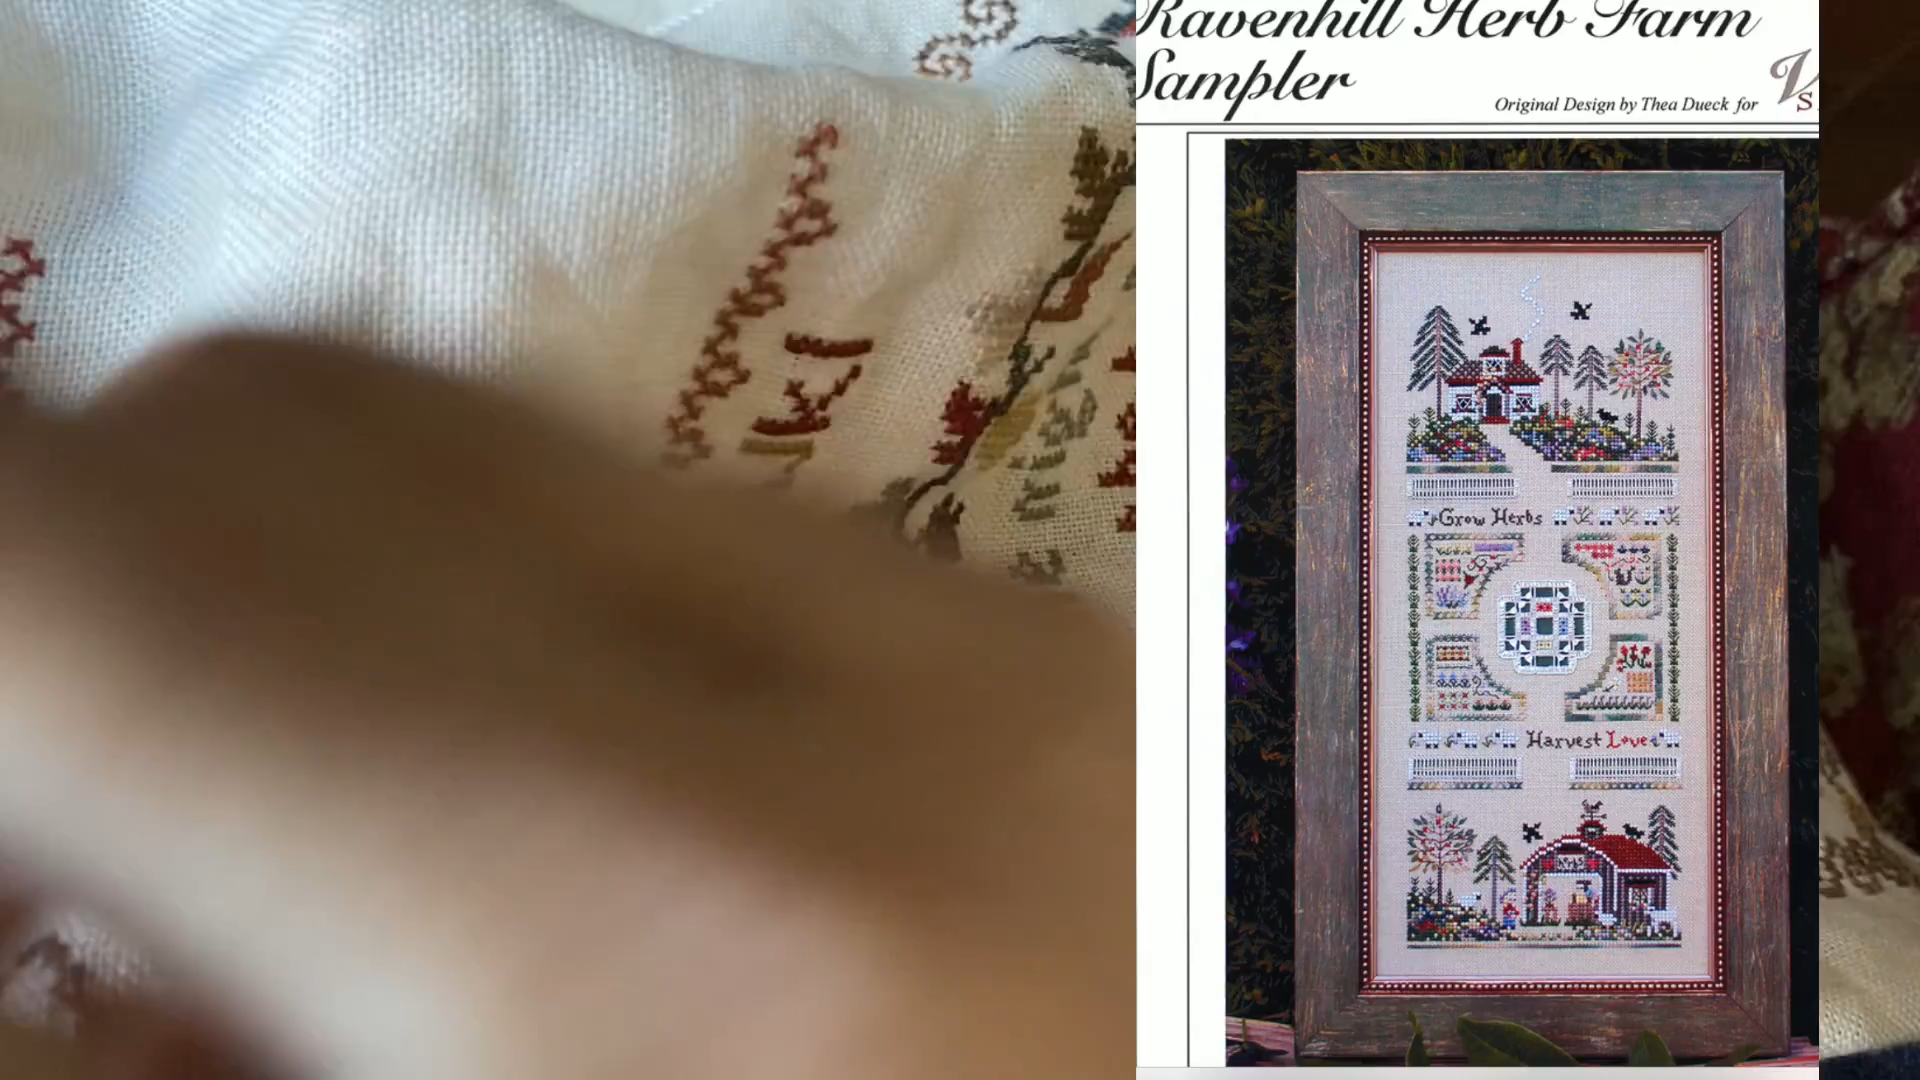 Ravenhill Herb Farm
Sampler
Original Design by Thea Dueck for
Grow Herbs
Harvest Love